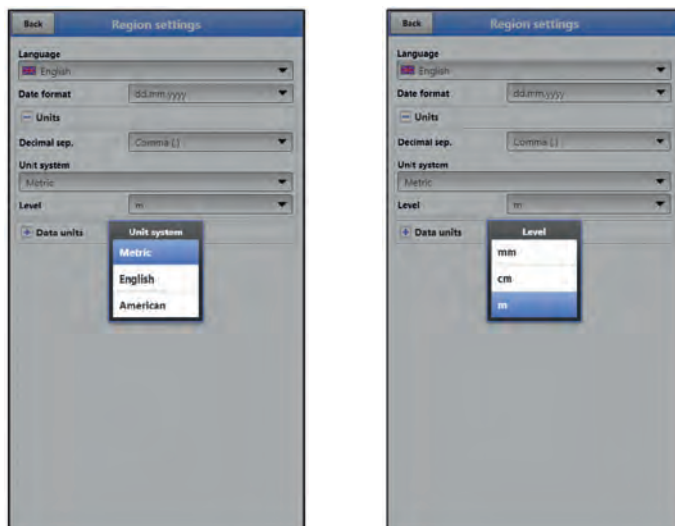 Back Region settings
Language
English
Date format dd.mm.yyyy
Units
Decimal sep. Comma (,)
Unit system
Metric
Level m
Data units
Unit system
Metric
English
American
Back Region settings
Language
English
Date format dd.mm.yyyy
Units
Decimal sep. Comma (,)
Unit system
Metric
Level m
Data units
Level
mm
cm
m